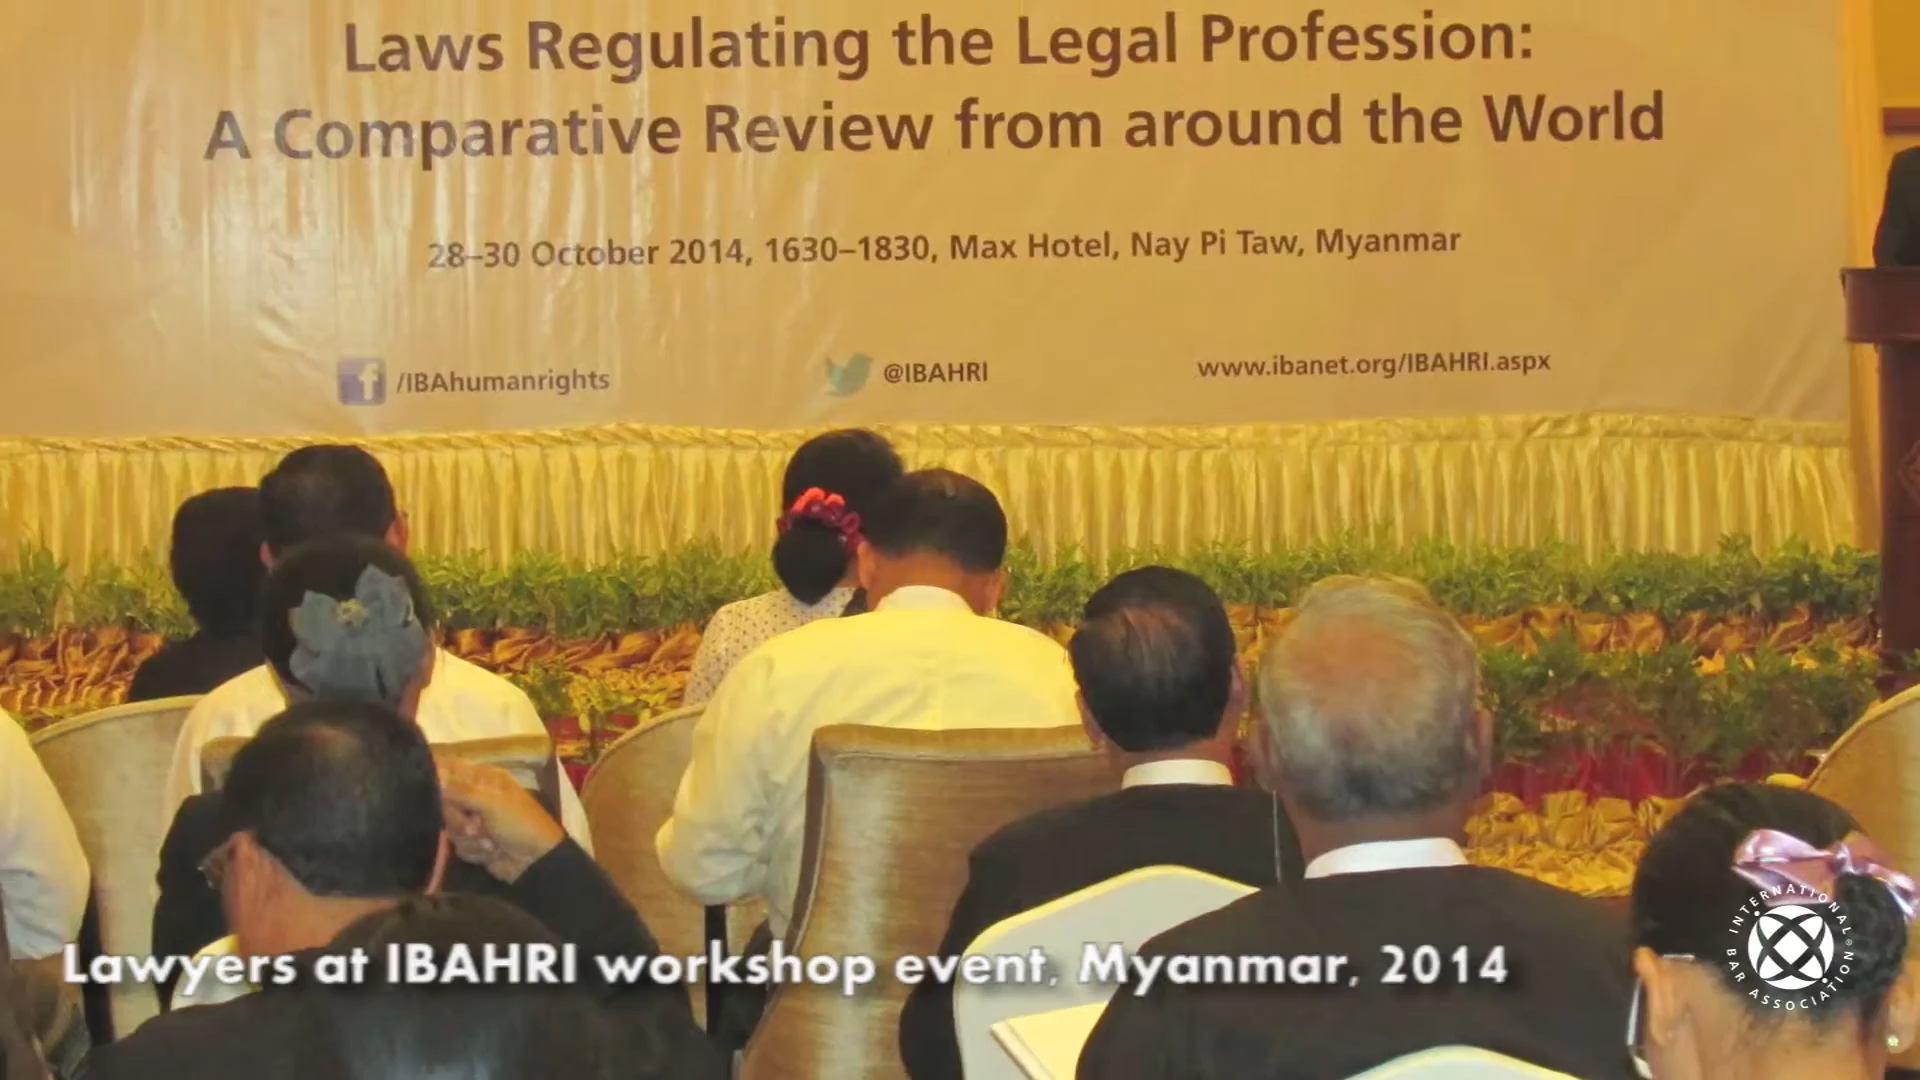 Laws Regulating the Legal Profession:
A Comparative Review from around the World
28–30 October 2014, 1630–1830, Max Hotel, Nay Pi Taw, Myanmar
f /IBAhumanrights
@IBAHRI
www.ibanet.org/IBAHRI.aspx
Lawyers at IBAHRI workshop event, Myanmar, 2014
INTERNATIONAL BAR ASSOCIATION®